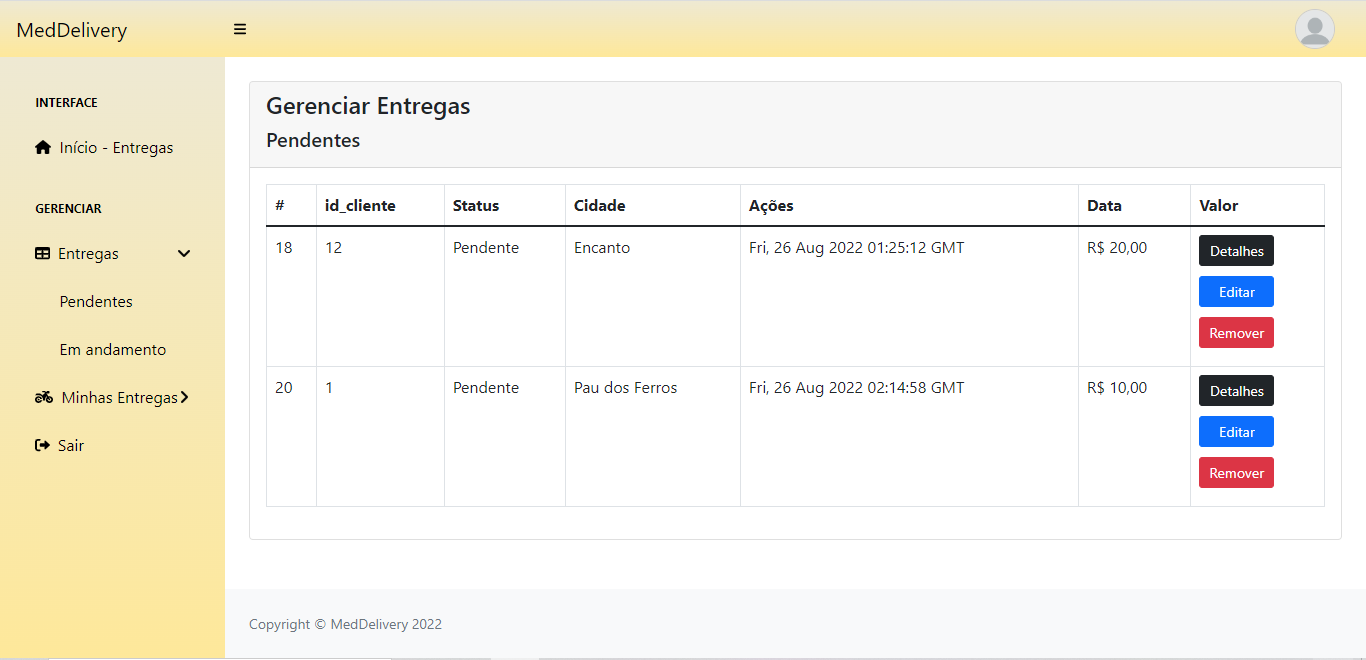 MedDelivery
INTERFACE
Início - Entregas
GERENCIAR
Entregas
Pendentes
Em andamento
Minhas Entregas
Sair
Gerenciar Entregas
Pendentes
# id_cliente Status Cidade Ações Data Valor
18 12 Pendente Encanto Fri, 26 Aug 2022 01:25:12 GMT R$ 20,00 Detalhes
Editar
Remover
20 1 Pendente Pau dos Ferros Fri, 26 Aug 2022 02:14:58 GMT R$ 10,00 Detalhes
Editar
Remover
Copyright © MedDelivery 2022